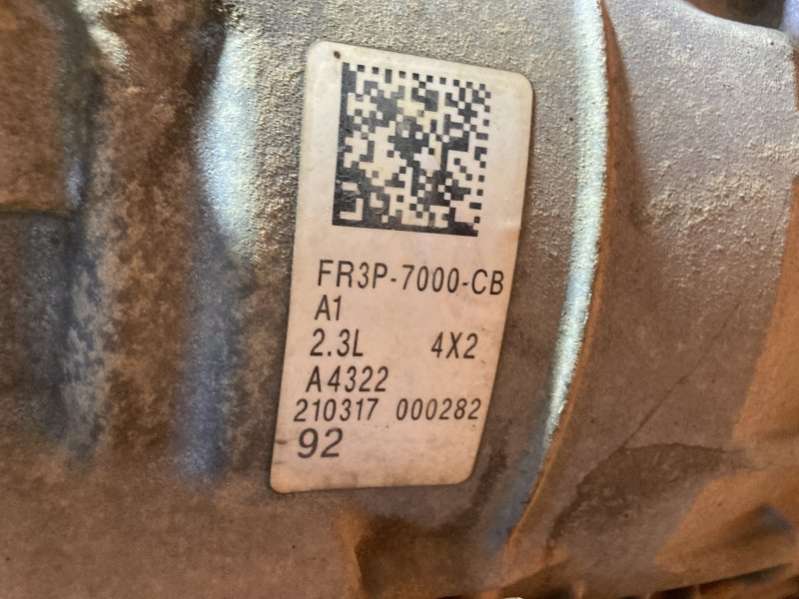 FR3P-7000-CB
A1
2.3L 4X2
A4322
210317 000282
92